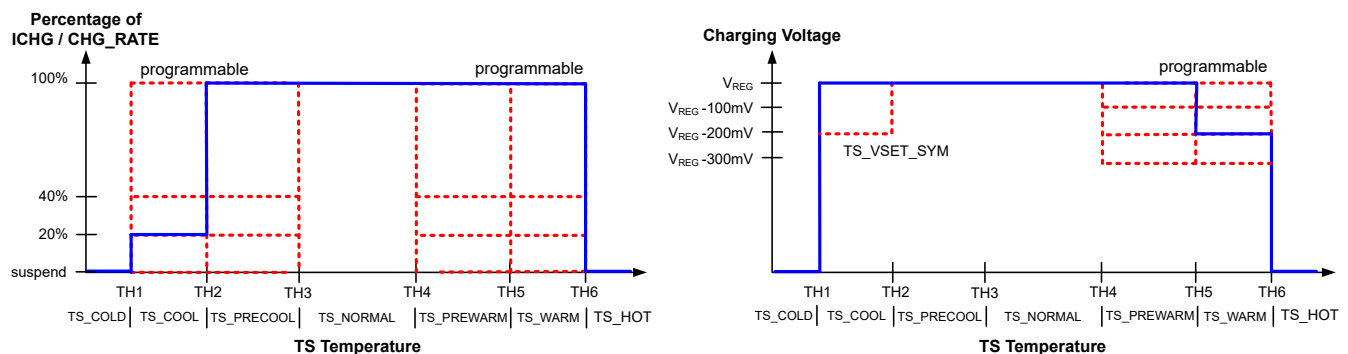 Percentage of
ICHG / CHG_RATE
100%
programmable
programmable
40%
20%
suspend
TH1 TH2 TH3 TH4 TH5 TH6
TS_COLD TS_COOL TS_PRECOOL TS_NORMAL TS_PREWARM TS_WARM TS_HOT
TS Temperature
Charging Voltage
programmable
VREG
VREG -100mV
VREG -200mV
TS_VSET_SYM
VREG -300mV
TH1 TH2 TH3 TH4 TH5 TH6
TS_COLD TS_COOL TS_PRECOOL TS_NORMAL TS_PREWARM TS_WARM TS_HOT
TS Temperature